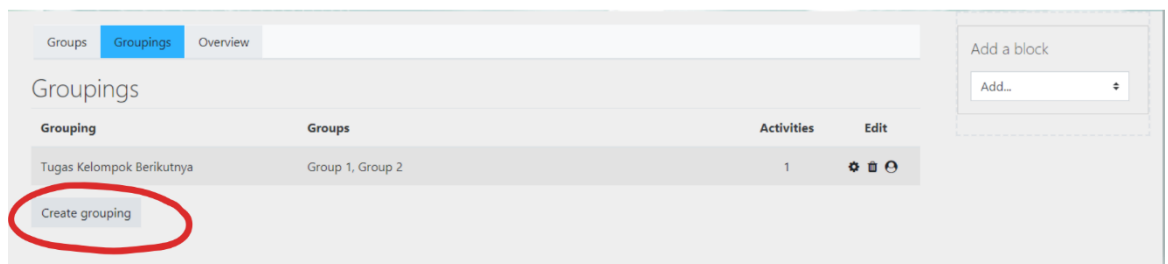 Groups Groupings Overview
Add a block
Add...
Groupings
Grouping Groups Activities Edit
Tugas Kelompok Berikutnya Group 1, Group 2 1
Create grouping